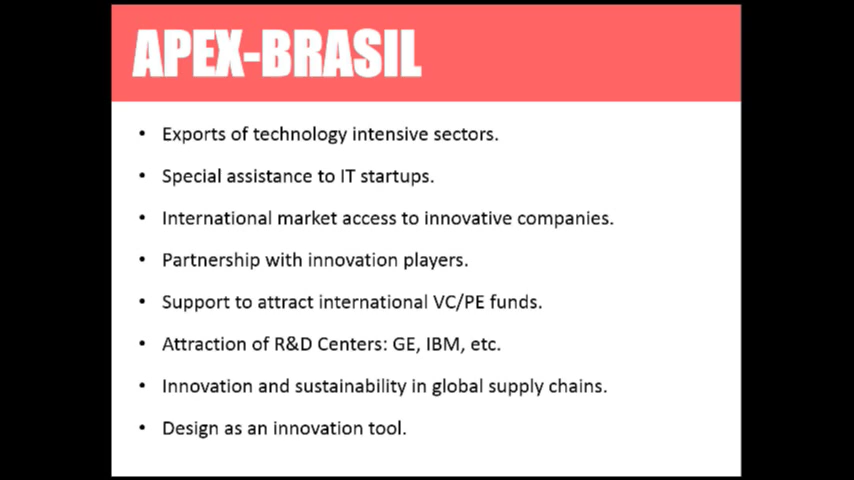 APEX-BRASIL
• Exports of technology intensive sectors.
• Special assistance to IT startups.
• International market access to innovative companies.
• Partnership with innovation players.
• Support to attract international VC/PE funds.
• Attraction of R&D Centers: GE, IBM, etc.
• Innovation and sustainability in global supply chains.
• Design as an innovation tool.